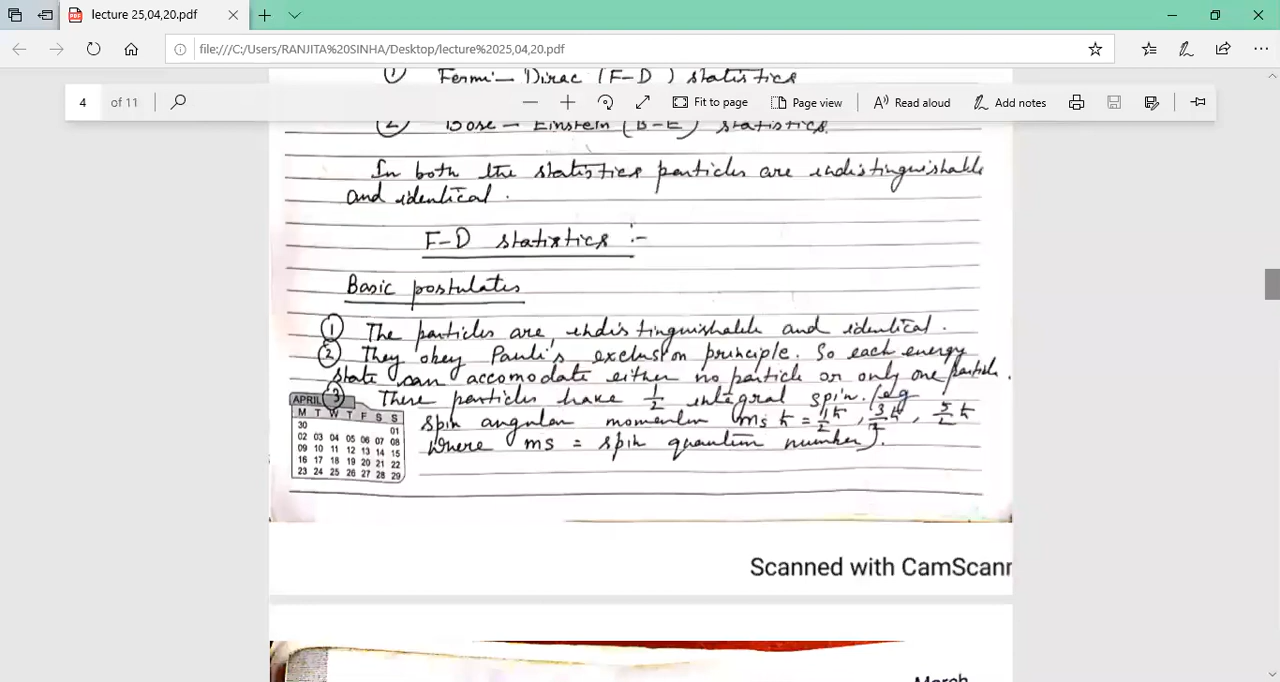 lecture 25,04,20.pdf
file:///C:/Users/RANJITA%20SINHA/Desktop/lecture%2025,04,20.pdf
① Fermi – Dirac (F-D) statistics
4 of 11 Fit to page Page view Read aloud Add notes
② Bose – Einstein (B-E) statistics.
In both the statistics particles are indistinguishable
and identical.
F-D statistics :-
Basic postulates
① The particles are indistinguishable and identical.
② They obey Pauli's exclusion principle. So each energy
state can accomodate either no particle or only one particle.
③ These particles have 1/2 integral spin. (eg
spin angular momentum ms ħ = 1/2 ħ, 3/2 ħ, 5/2 ħ
where ms = spin quantum number).
APRIL
M T W T F S S
30 01
02 03 04 05 06 07 08
09 10 11 12 13 14 15
16 17 18 19 20 21 22
23 24 25 26 27 28 29
Scanned with CamScanr
March